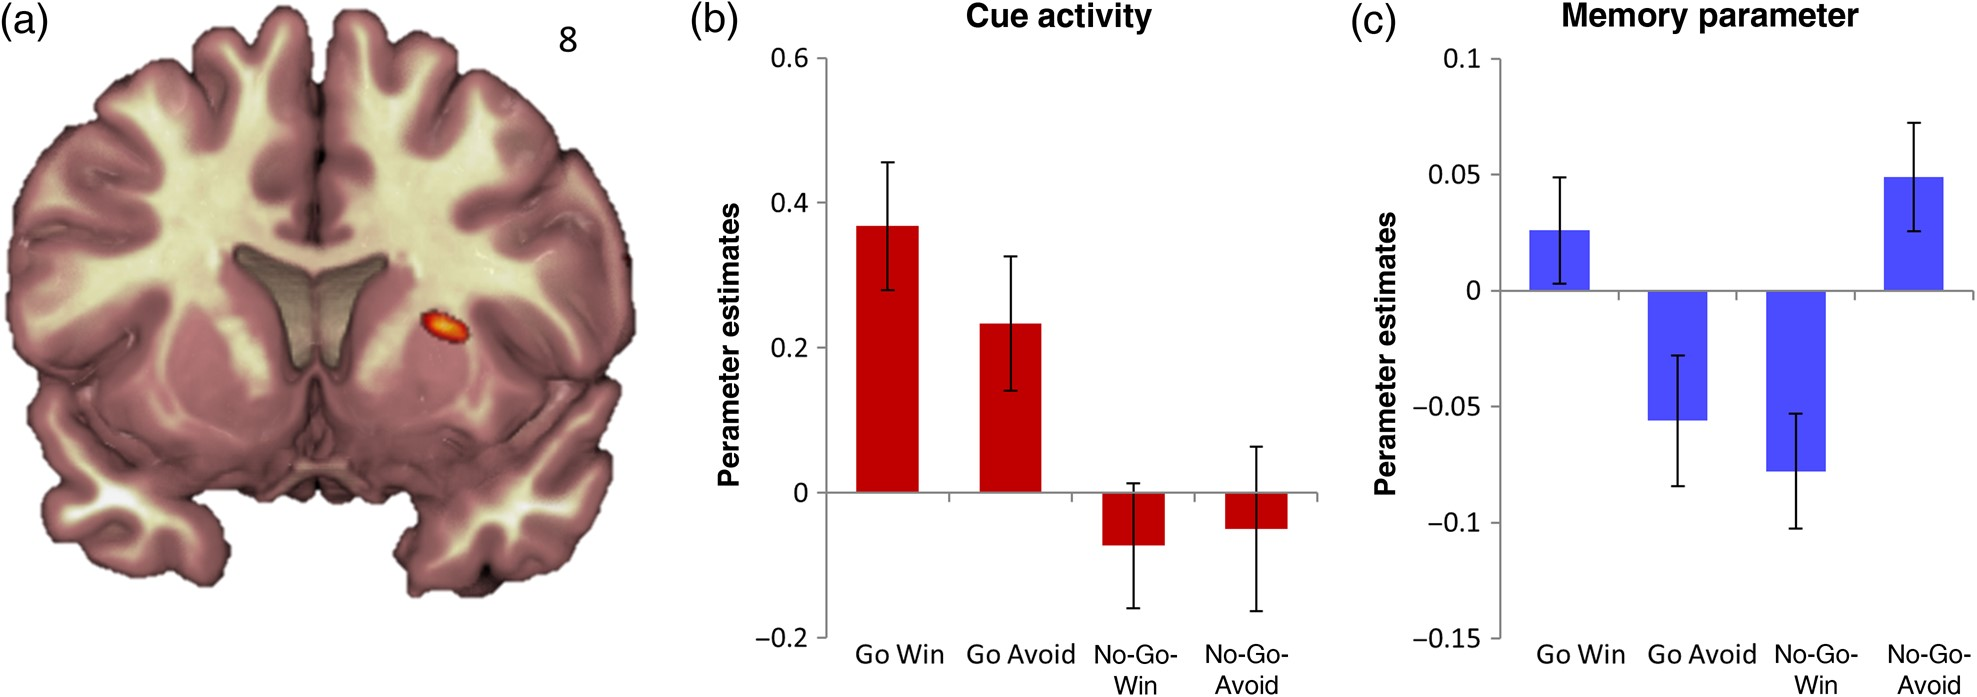 (a)
8
(b)
Cue activity
Perameter estimates
0.6
0.4
0.2
0
−0.2
Go Win
Go Avoid
No-Go-
Win
No-Go-
Avoid
(c)
Memory parameter
Perameter estimates
0.1
0.05
0
−0.05
−0.1
−0.15
Go Win
Go Avoid
No-Go-
Win
No-Go-
Avoid